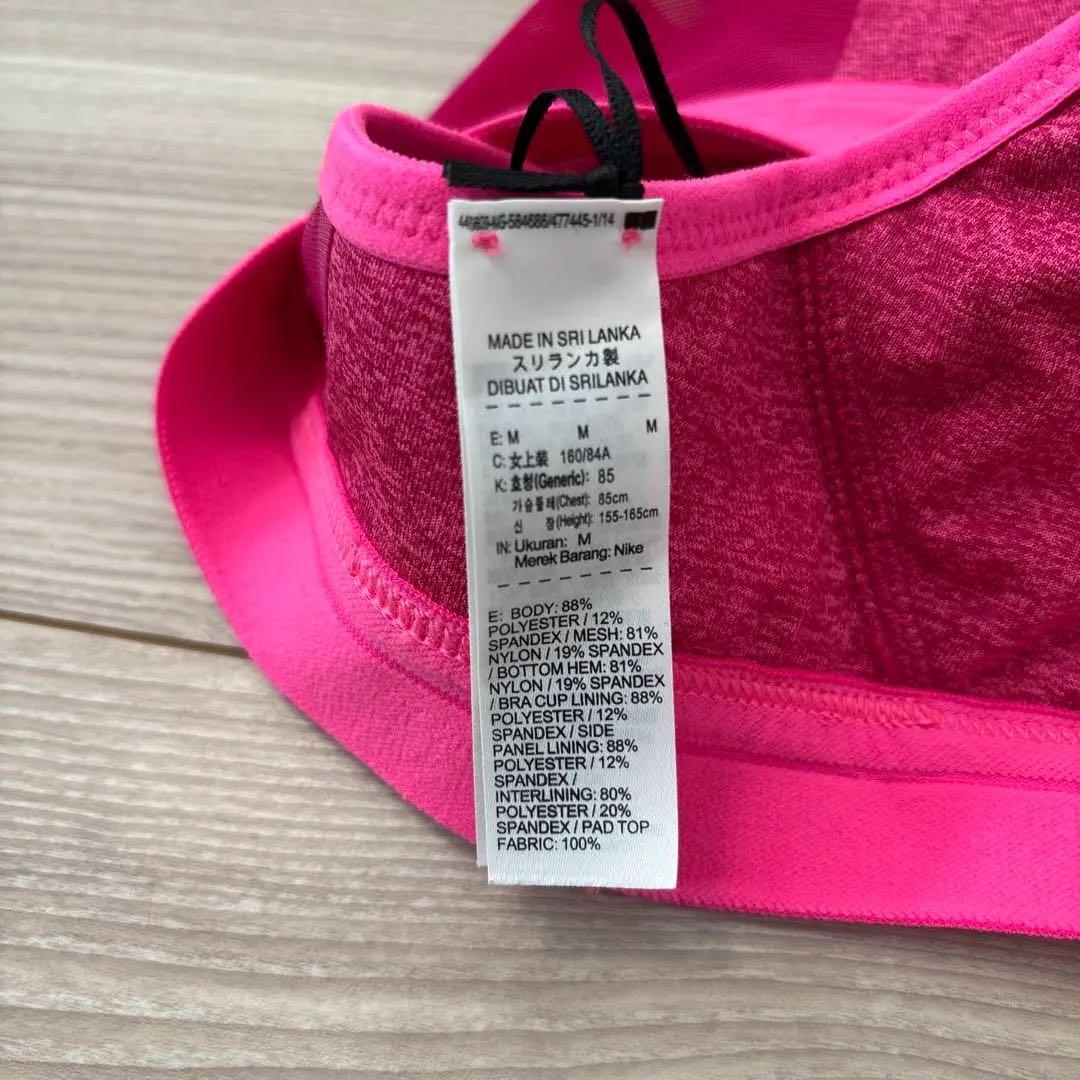 584686/477445-1/14
MADE IN SRI LANKA
スリランカ製
DIBUAT DI SRILANKA
E: M M M
C: 女上装 160/84A
K: 호칭(Generic): 85
가슴둘레(Chest): 85cm
신 장(Height): 155-165cm
IN: Ukuran: M
Merek Barang: Nike
E: BODY: 88%
POLYESTER / 12%
SPANDEX / MESH: 81%
NYLON / 19% SPANDEX
/ BOTTOM HEM: 81%
NYLON / 19% SPANDEX
/ BRA CUP LINING: 88%
POLYESTER / 12%
SPANDEX / SIDE
PANEL LINING: 88%
POLYESTER / 12%
SPANDEX /
INTERLINING: 80%
POLYESTER / 20%
SPANDEX / PAD TOP
FABRIC: 100%